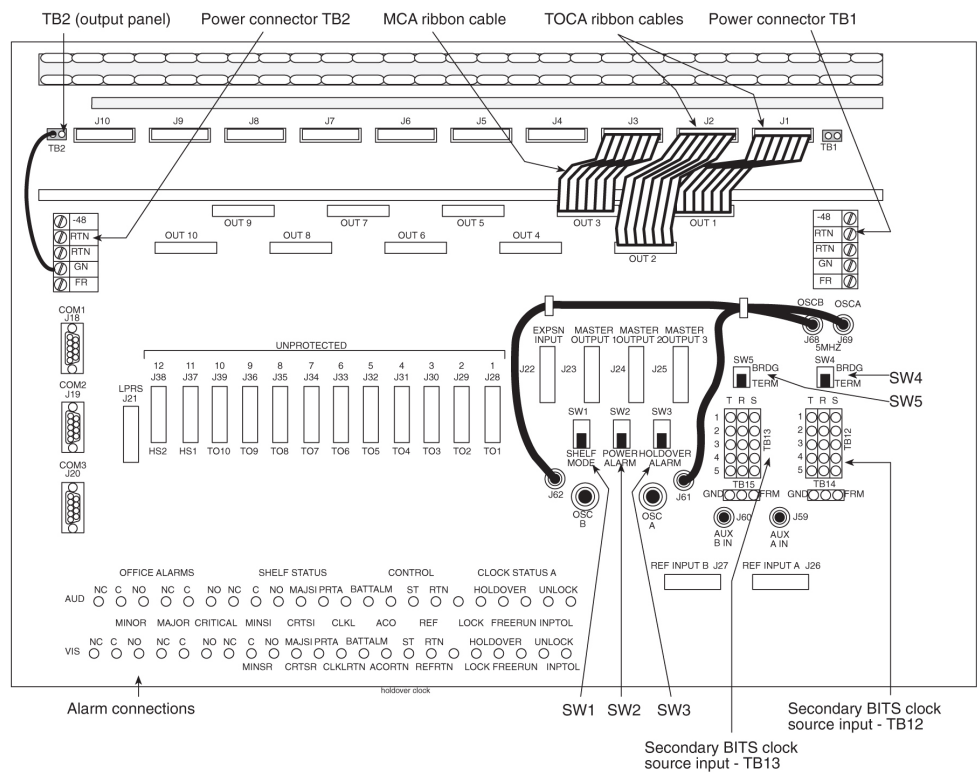 TB2 (output panel) Power connector TB2 MCA ribbon cable TOCA ribbon cables Power connector TB1
J10 J9 J8 J7 J6 J5 J4 J3 J2 J1
TB2 TB1
OUT 9 OUT 7 OUT 5 OUT 3 OUT 1
OUT 10 OUT 8 OUT 6 OUT 4 OUT 2
-48
RTN
RTN
GN
FR
-48
RTN
RTN
GN
FR
COM1
J18
COM2
J19
COM3
J20
LPRS
J21
UNPROTECTED
12 11 10 9 8 7 6 5 4 3 2 1
J38 J37 J39 J36 J35 J34 J33 J32 J31 J30 J29 J28
HS2 HS1 TO10 TO9 TO8 TO7 TO6 TO5 TO4 TO3 TO2 TO1
OSCB OSCA
J68 J69
5MHZ
EXPSN
INPUT
MASTER
OUTPUT 1
MASTER
OUTPUT 2
MASTER
OUTPUT 3
J22 J23 J24 J25
SW1 SW2 SW3
SHELF
MODE
POWER
ALARM
HOLDOVER
ALARM
SW5
BRDG
TERM
SW4
BRDG
TERM
SW4
SW5
T R S
1
2
3
4
5
TB13
T R S
1
2
3
4
5
TB12
TB15
GND FRM
TB14
GND FRM
J62 J61
OSC
B
OSC
A
J60
AUX
B IN
J59
AUX
A IN
REF INPUT B J27 REF INPUT A J26
OFFICE ALARMS SHELF STATUS CONTROL CLOCK STATUS A
NC C NO NC C NO NC C NO MAJSI PRTA BATTALM ST RTN HOLDOVER UNLOCK
AUD
MINOR MAJOR CRITICAL MINSI CRTSI CLKL ACO REF LOCK FREERUN INPTOL
NC C NO NC C NO NC C NO MAJSI PRTA BATTALM ST RTN HOLDOVER UNLOCK
VIS
MINSR CRTSR CLKLRTN ACORTN REFRTN LOCK FREERUN INPTOL
holdover clock
Alarm connections
SW1 SW2 SW3
Secondary BITS clock
source input - TB12
Secondary BITS clock
source input - TB13